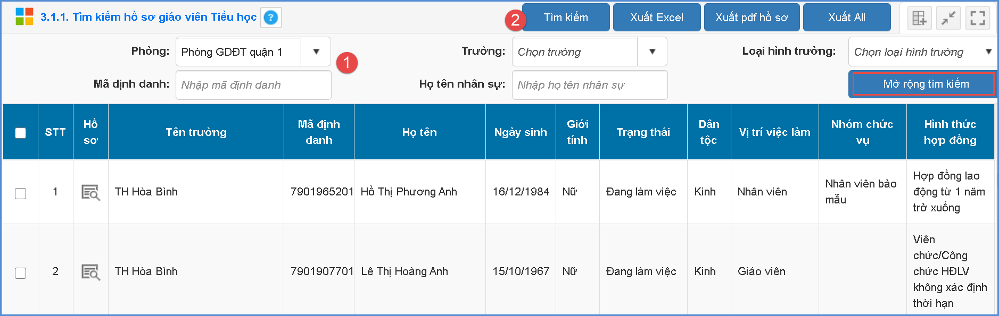 3.1.1. Tìm kiếm hồ sơ giáo viên Tiểu học ?
2 Tìm kiếm Xuất Excel Xuất pdf hồ sơ Xuất All
Phòng: Phòng GDĐT quận 1 1 Trường: Chọn trường Loại hình trường: Chọn loại hình trường
Mã định danh: Nhập mã định danh Họ tên nhân sự: Nhập họ tên nhân sự Mở rộng tìm kiếm
STT
Hồ
sơ
Tên trường
Mã định
danh
Họ tên
Ngày sinh
Giới
tính
Trạng thái
Dân
tộc
Vị trí việc làm
Nhóm chức
vụ
Hình thức
hợp đồng
1
TH Hòa Bình
7901965201
Hồ Thị Phương Anh
16/12/1984
Nữ
Đang làm việc
Kinh
Nhân viên
Nhân viên bảo
mẫu
Hợp đồng lao
động từ 1 năm
trở xuống
2
TH Hòa Bình
7901907701
Lê Thị Hoàng Anh
15/10/1967
Nữ
Đang làm việc
Kinh
Giáo viên
Viên
chức/Công
chức HĐLV
không xác định
thời hạn